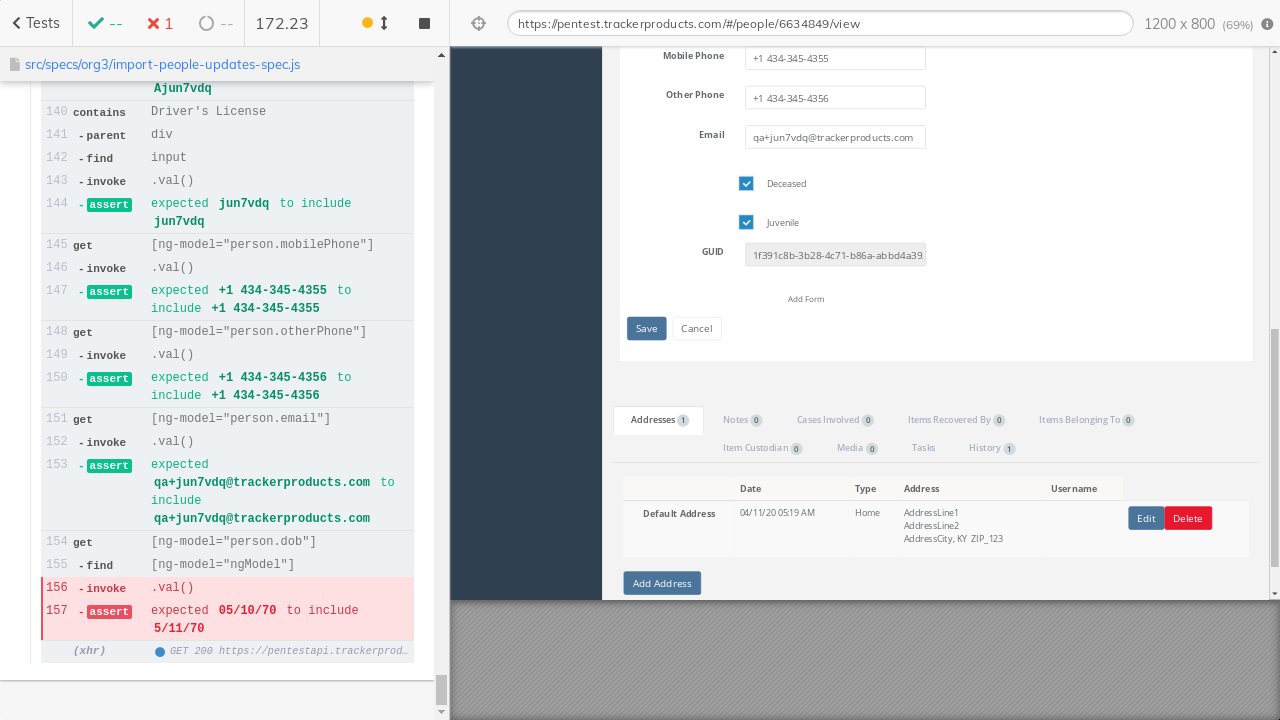 Tests
--
1
--
172.23
https://pentest.trackerproducts.com/#/people/6634849/view
1200 x 800 (69%)
src/specs/org3/import-people-updates-spec.js
Ajun7vdq
140 contains Driver's License
141 - parent div
142 - find input
143 - invoke .val()
144 - assert expected jun7vdq to include
jun7vdq
145 get [ng-model="person.mobilePhone"]
146 - invoke .val()
147 - assert expected +1 434-345-4355 to
include +1 434-345-4355
148 get [ng-model="person.otherPhone"]
149 - invoke .val()
150 - assert expected +1 434-345-4356 to
include +1 434-345-4356
151 get [ng-model="person.email"]
152 - invoke .val()
153 - assert expected
qa+jun7vdq@trackerproducts.com to
include
qa+jun7vdq@trackerproducts.com
154 get [ng-model="person.dob"]
155 - find [name="ngModel"]
156 - invoke .val()
157 - assert expected 05/10/70 to include
5/11/70
(xhr) GET 200 https://pentestapi.trackerprod…
Mobile Phone +1 434-345-4355
Other Phone +1 434-345-4356
Email qa+jun7vdq@trackerproducts.com
Deceased
Juvenile
GUID 1f391c8b-3b28-4c71-b86a-abbd4a39
Add Form
Save Cancel
Addresses 1 Notes 0 Cases Involved 0 Items Recovered By 0 Items Belonging To 0
Item Custodian 0 Media 0 Tasks History 1
Date Type Address Username
Default Address 04/11/20 05:19 AM Home AddressLine1 Edit Delete
AddressLine2
AddressCity, KY ZIP_123
Add Address